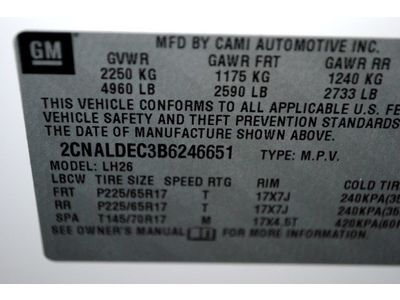 GM
MFD BY CAMI AUTOMOTIVE INC.
GVWR GAWR FRT GAWR RR
2250 KG 1175 KG 1240 KG
4960 LB 2590 LB 2733 LB
THIS VEHICLE CONFORMS TO ALL APPLICABLE U.S. FE
VEHICLE SAFETY AND THEFT PREVENTION STANDARDS
DATE OF MANUFACTURE SHOWN ABOVE.
2CNALDEC3B6246651 TYPE: M.P.V.
MODEL: LH26
LBCW TIRE SIZE SPEED RTG RIM COLD TI
FRT P225/65R17 T 17X7J 240KPA(35
RR P225/65R17 T 17X7J 240KPA(35
SPA T145/70R17 M 17X4.5T 420KPA(60
SEE OWNER'S MANUAL FOR MORE INFORMATION